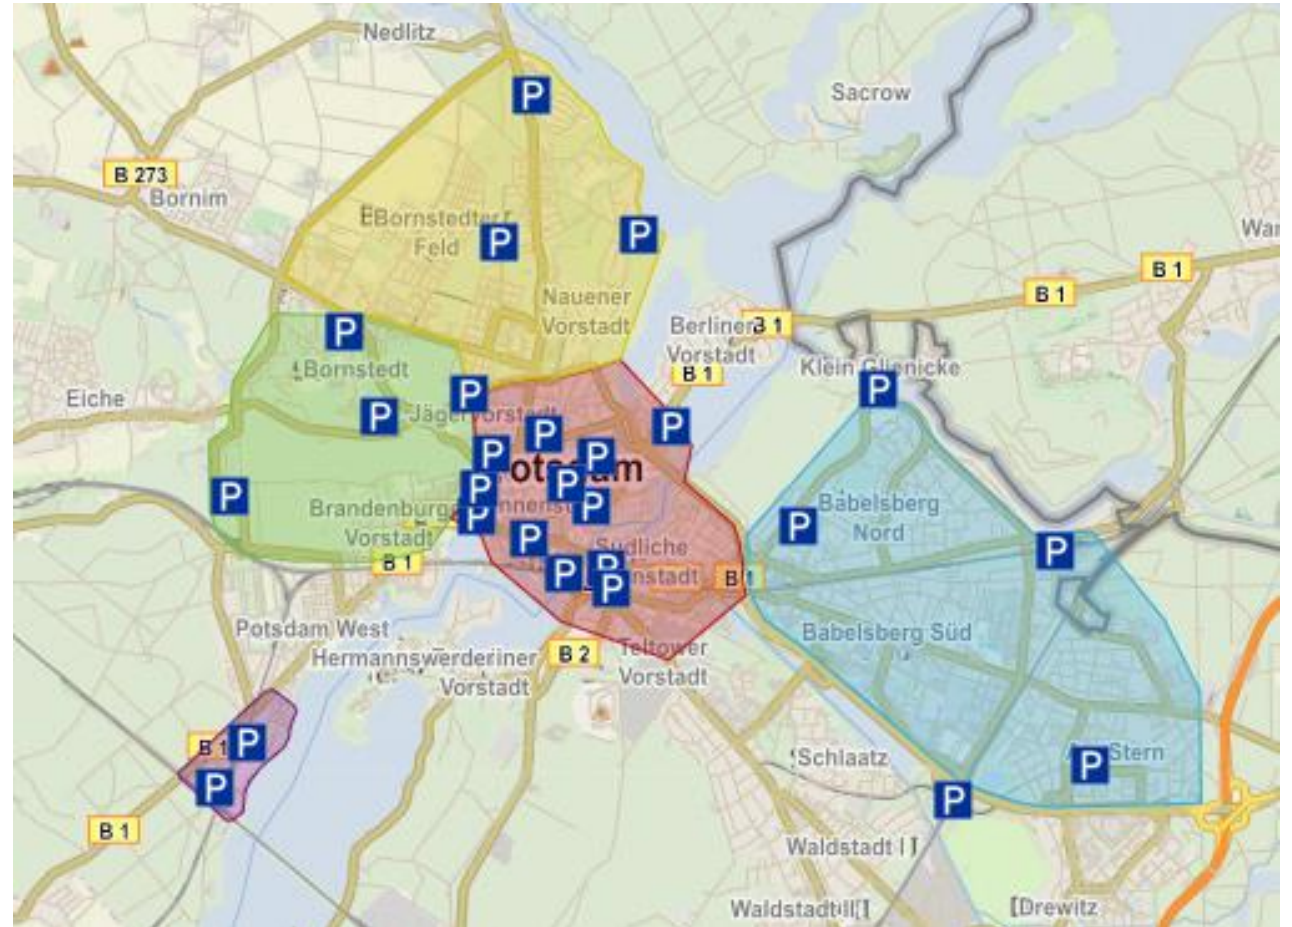 Nedlitz
Sacrow
B 273
Bornim
P
Bornstedter
Feld
P
P
War
B 1
B 1
Nauener
Vorstadt
Berliner
Vorstadt
B 1
B 1
P
Bornstedt
Klein Glienicke
P
Eiche
P
P
Jägervorstadt
P
P
P
P
Potsdam
P
P
P
P
P
Brandenburger
Vorstadt
P
P
Babelsberg
Nord
P
P
Südliche
P
P
P
P
B 1
B 1
Babelsberg Süd
Potsdam West
B 2
Teltower
Vorstadt
Vorstadt
B 1
P
P
Schlaatz
Stern
P
P
B 1
Waldstadt I
Waldstadt II
Drewitz